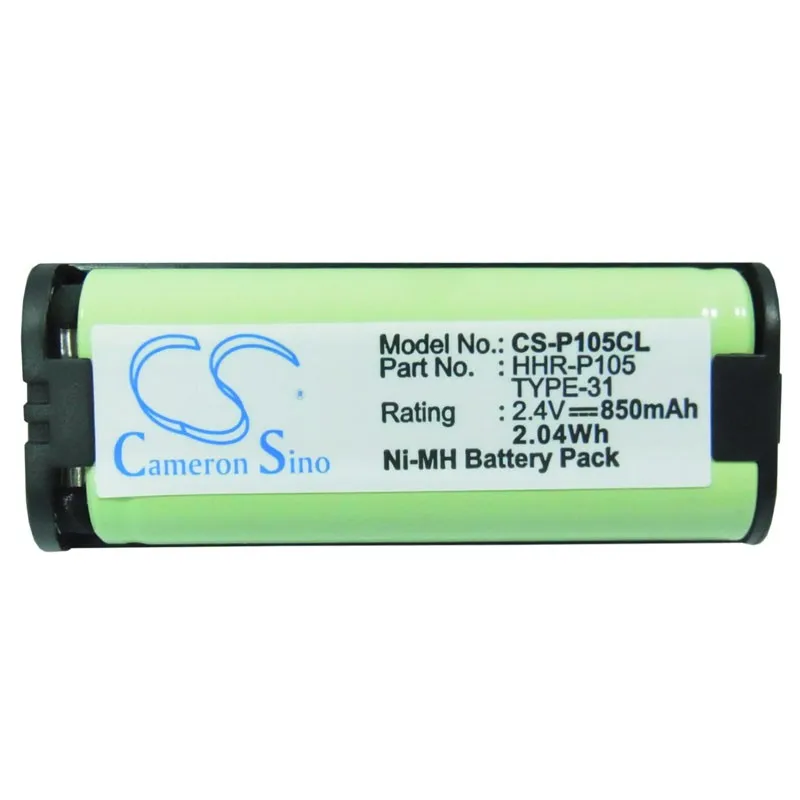 CS
®
Cameron Sino
Model No.: CS-P105CL
Part No. : HHR-P105
TYPE-31
Rating : 2.4V⎓850mAh
2.04Wh
Ni-MH Battery Pack